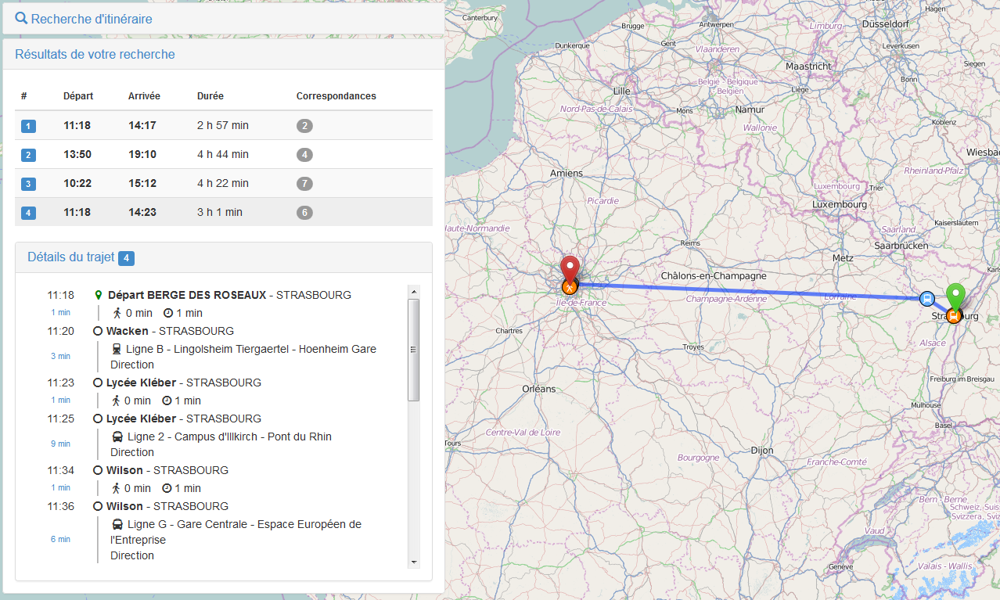 Recherche d'itinéraire
Résultats de votre recherche
# Départ Arrivée Durée Correspondances
1 11:18 14:17 2 h 57 min 2
2 13:50 19:10 4 h 44 min 4
3 10:22 15:12 4 h 22 min 7
4 11:18 14:23 3 h 1 min 6
Détails du trajet 4
11:18 Départ BERGE DES ROSEAUX - STRASBOURG
1 min 0 min 1 min
11:20 Wacken - STRASBOURG
3 min Ligne B - Lingolsheim Tiergaertel - Hoenheim Gare
Direction
11:23 Lycée Kléber - STRASBOURG
1 min 0 min 1 min
11:25 Lycée Kléber - STRASBOURG
9 min Ligne 2 - Campus d'Illkirch - Pont du Rhin
Direction
11:34 Wilson - STRASBOURG
1 min 0 min 1 min
11:36 Wilson - STRASBOURG
6 min Ligne G - Gare Centrale - Espace Européen de
l'Entreprise
Direction
Canterbury
Hagen
Brugge
Antwerpen
Limburg
Düsseldorf
Dunkerque
Gent
Vlaanderen
Leverkusen
Maastricht
Siegen
België - Belgique
Belgien
Bonn
Lille
Liège
Nord-Pas-de-Calais
Mons
Namur
Koblenz
Wallonie
Wiesbad
Amiens
Rheinland-Pfalz
Luxembourg
Trier
Picardie
Luxembourg
Kaiserslautern
Haute-Normandie
Saarland
Reims
Saarbrücken
Metz
Karls
Châlons-en-Champagne
Île-de-France
Champagne-Ardenne
Lorraine
Strasbourg
Chartres
Troyes
Alsace
Freiburg im Breisgau
Orléans
Mulhouse
Basel
Centre-Val de Loire
Tours
Bourgogne
Dijon
Franche-Comté
Bern - Berne
Schweiz, Suis
Svizzera, Svi
Vaud
Genève
Valais - Wallis